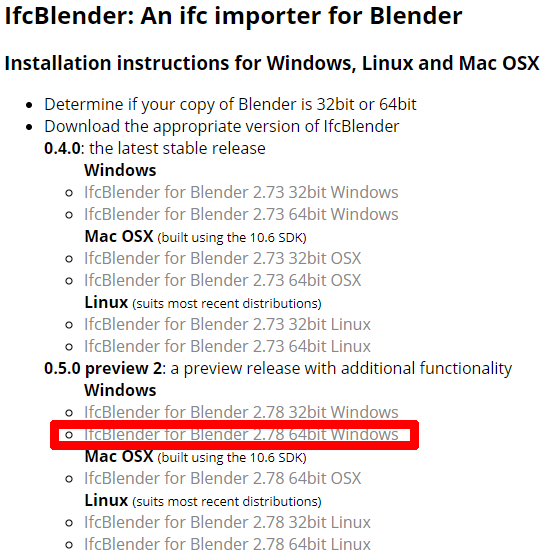 IfcBlender: An ifc importer for Blender
Installation instructions for Windows, Linux and Mac OSX
Determine if your copy of Blender is 32bit or 64bit
Download the appropriate version of IfcBlender
0.4.0: the latest stable release
Windows
IfcBlender for Blender 2.73 32bit Windows
IfcBlender for Blender 2.73 64bit Windows
Mac OSX (built using the 10.6 SDK)
IfcBlender for Blender 2.73 32bit OSX
IfcBlender for Blender 2.73 64bit OSX
Linux (suits most recent distributions)
IfcBlender for Blender 2.73 32bit Linux
IfcBlender for Blender 2.73 64bit Linux
0.5.0 preview 2: a preview release with additional functionality
Windows
IfcBlender for Blender 2.78 32bit Windows
IfcBlender for Blender 2.78 64bit Windows
Mac OSX (built using the 10.6 SDK)
IfcBlender for Blender 2.78 64bit OSX
Linux (suits most recent distributions)
IfcBlender for Blender 2.78 32bit Linux
IfcBlender for Blender 2.78 64bit Linux